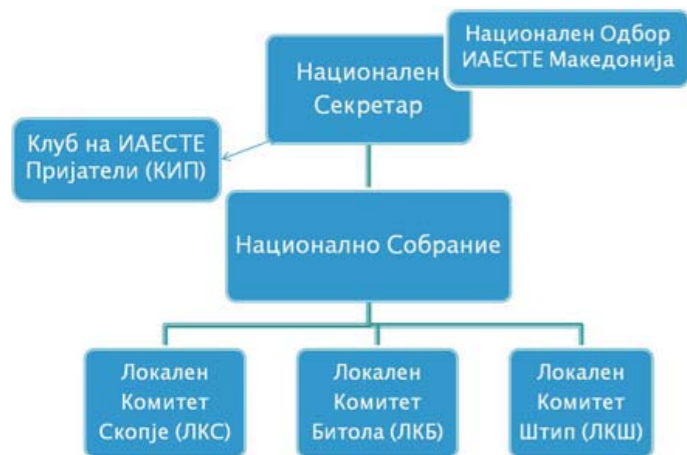 Национален Одбор
ИАЕСТЕ Македонија
Национален
Секретар
Клуб на ИАЕСТЕ
Пријатели (КИП)
Национално Собрание
Локален
Комитет
Скопје (ЛКС)
Локален
Комитет
Битола (ЛКБ)
Локален
Комитет
Штип (ЛКШ)